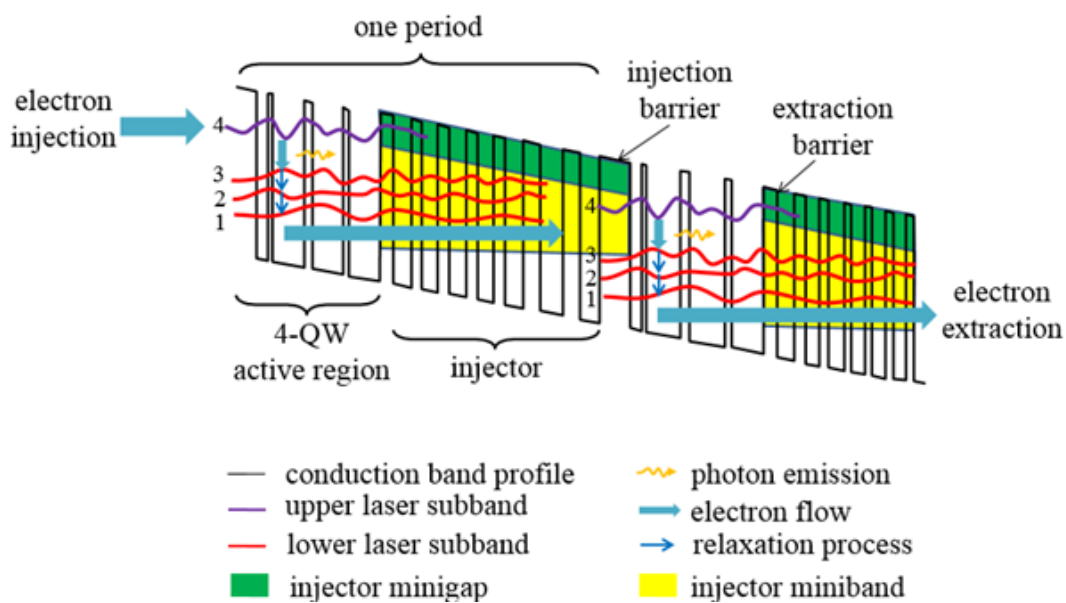 one period
electron
injection
injection
barrier
extraction
barrier
4
3
2
1
4
3
2
1
4-QW
active region
injector
electron
extraction
conduction band profile
photon emission
upper laser subband
electron flow
lower laser subband
relaxation process
injector minigap
injector miniband